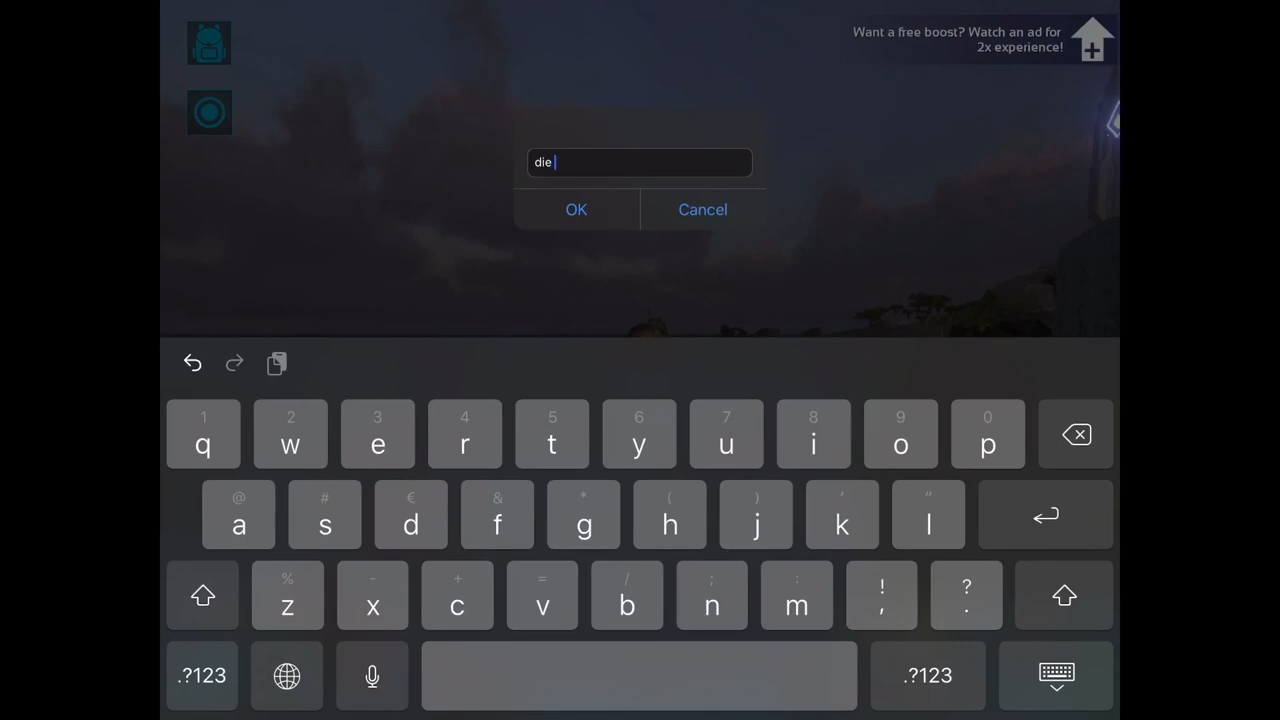 Want a free boost? Watch an ad for
2x experience!
die
OK Cancel
1 2 3 4 5 6 7 8 9 0
q w e r t y u i o p
@ # € & * ( ) ' "
a s d f g h j k l
% - + = / ; : ! ?
z x c v b n m , .
.?123 .?123